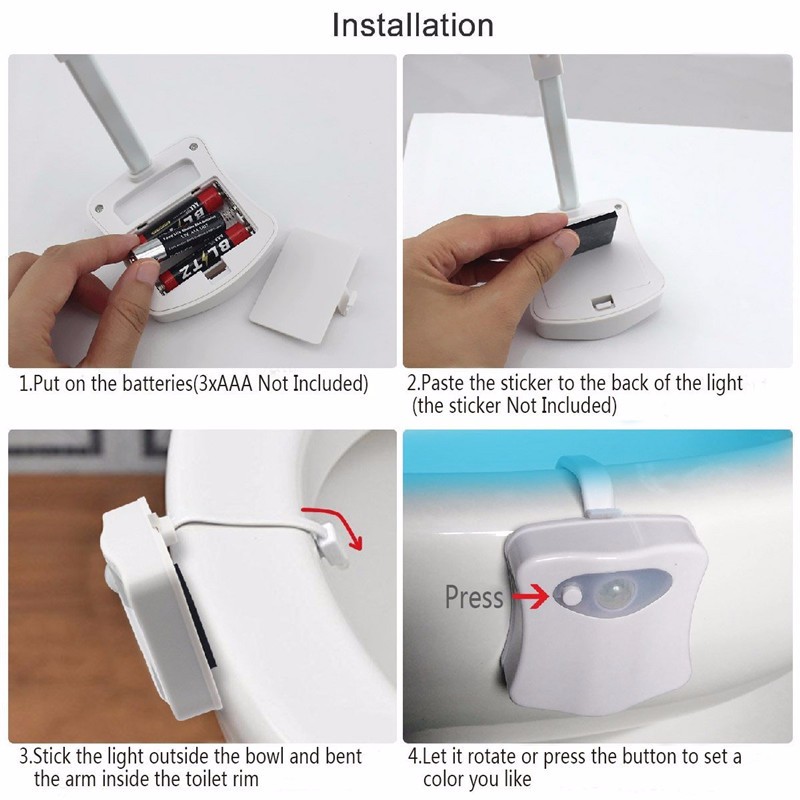 Installation
BLITZ
BLITZ
1.Put on the batteries(3xAAA Not Included)
2.Paste the sticker to the back of the light
(the sticker Not Included)
Press
3.Stick the light outside the bowl and bent
the arm inside the toilet rim
4.Let it rotate or press the button to set a
color you like